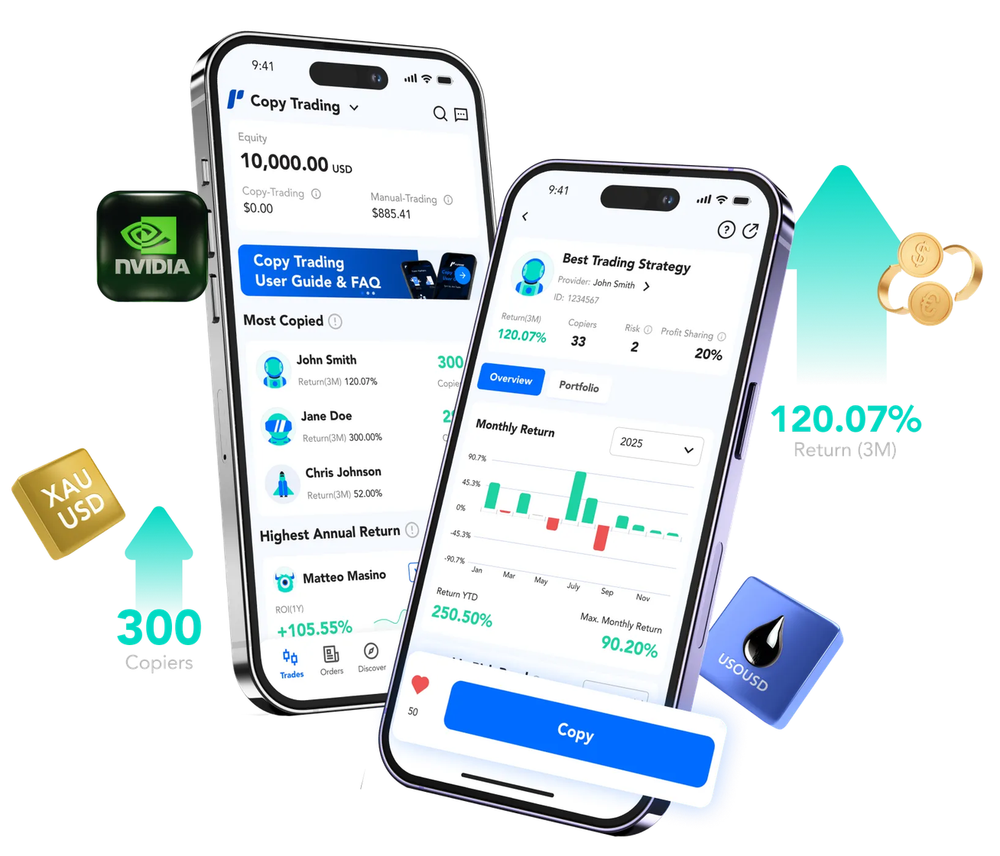 9:41
Copy Trading
Equity
10,000.00 USD
Copy-Trading
$0.00
Manual-Trading
$885.41
Copy Trading
User Guide & FAQ
Most Copied
John Smith
Return(3M) 120.07%
300
Copie
Jane Doe
Return(3M) 300.00%
Chris Johnson
Return(3M) 52.00%
Highest Annual Return
Matteo Masino
ROI(1Y)
+105.55%
Trades
Orders
Discover
NVIDIA
XAU
USD
300
Copiers
9:41
Best Trading Strategy
Provider: John Smith
ID: 1234567
Return(3M)
120.07%
Copiers
33
Risk
2
Profit Sharing
20%
Overview
Portfolio
Monthly Return
2025
90.7%
45.3%
0%
-45.3%
-90.7%
Jan
Mar
May
July
Sep
Nov
Return YTD
250.50%
Max. Monthly Return
90.20%
50
Copy
120.07%
Return (3M)
USOUSD